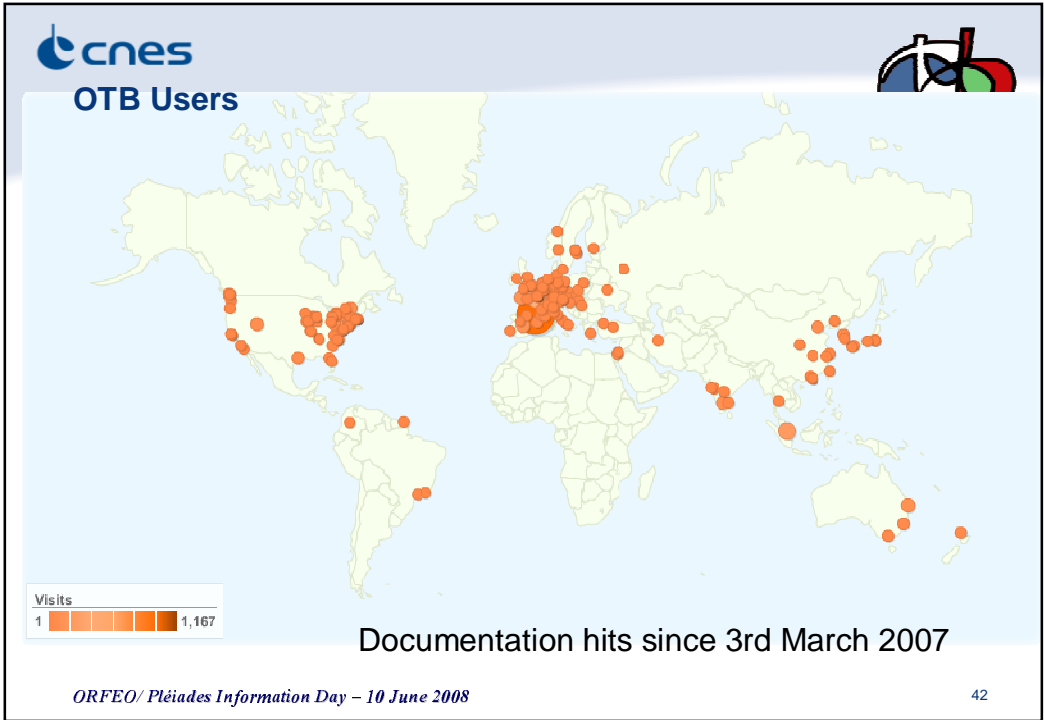 cnes
OTB Users
Visits
1 1,167
Documentation hits since 3rd March 2007
ORFEO/ Pléiades Information Day – 10 June 2008
42